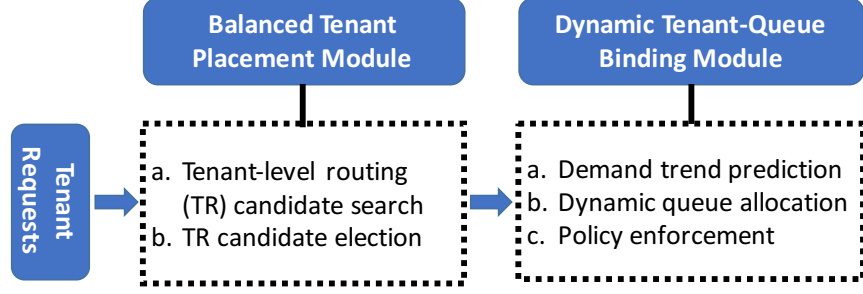 Balanced Tenant
Placement Module
Dynamic Tenant-Queue
Binding Module
Tenant
Requests
a. Tenant-level routing
(TR) candidate search
b. TR candidate election
a. Demand trend prediction
b. Dynamic queue allocation
c. Policy enforcement